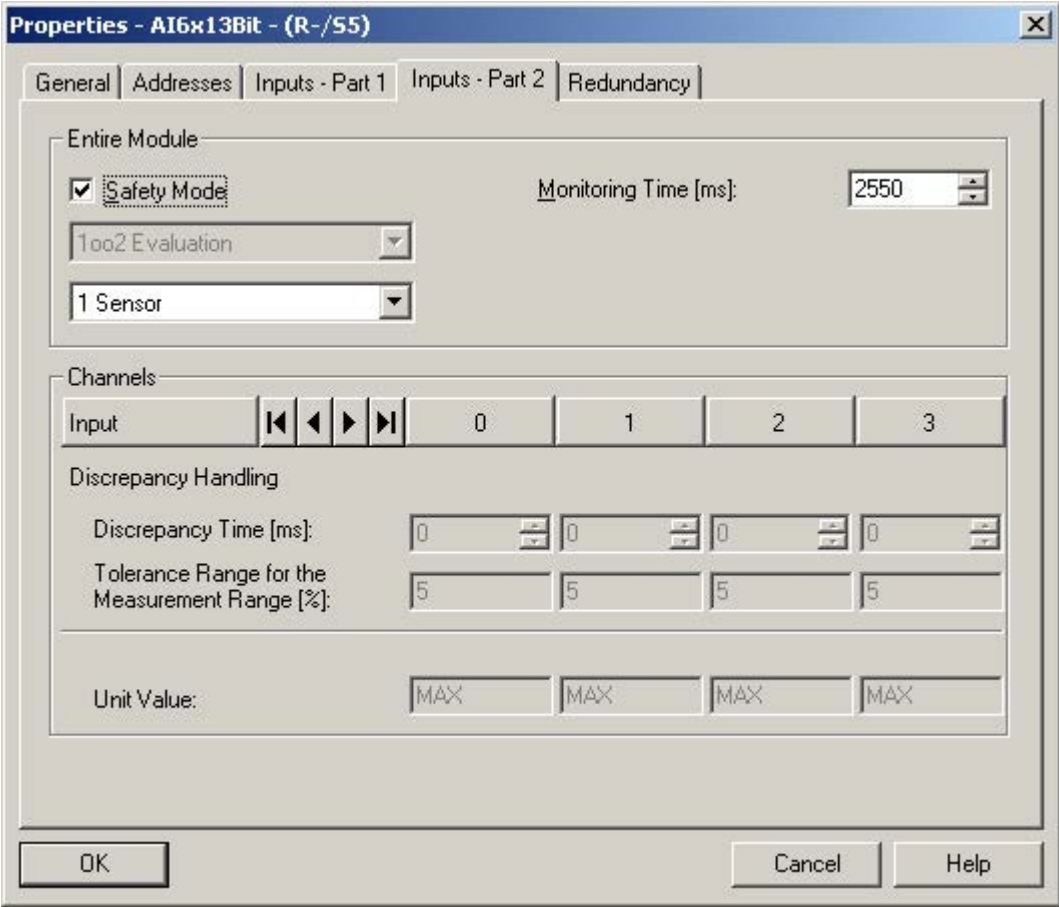 Properties - AI6x13Bit - (R-/S5)
General Addresses Inputs - Part 1 Inputs - Part 2 Redundancy
Entire Module
Safety Mode Monitoring Time [ms]: 2550
1oo2 Evaluation
1 Sensor
Channels
Input 0 1 2 3
Discrepancy Handling
Discrepancy Time [ms]: 0 0 0 0
Tolerance Range for the
Measurement Range [%]: 5 5 5 5
Unit Value: MAX MAX MAX MAX
OK Cancel Help